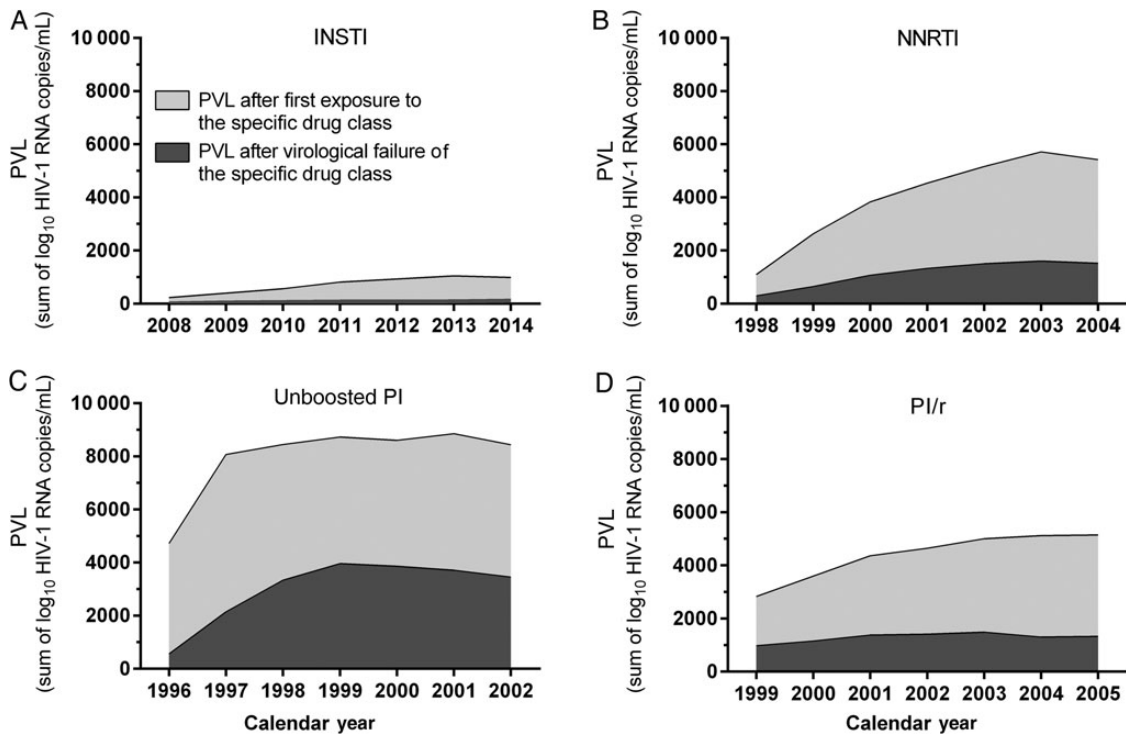 A
INSTI
10 000
8000
6000
4000
2000
0
PVL
(sum of log₁₀ HIV-1 RNA copies/mL)
PVL after first exposure to
the specific drug class
PVL after virological failure of
the specific drug class
2008 2009 2010 2011 2012 2013 2014
B
NNRTI
10 000
8000
6000
4000
2000
0
PVL
(sum of log₁₀ HIV-1 RNA copies/mL)
1998 1999 2000 2001 2002 2003 2004
C
Unboosted PI
10 000
8000
6000
4000
2000
0
PVL
(sum of log₁₀ HIV-1 RNA copies/mL)
1996 1997 1998 1999 2000 2001 2002
Calendar year
D
PI/r
10 000
8000
6000
4000
2000
0
PVL
(sum of log₁₀ HIV-1 RNA copies/mL)
1999 2000 2001 2002 2003 2004 2005
Calendar year